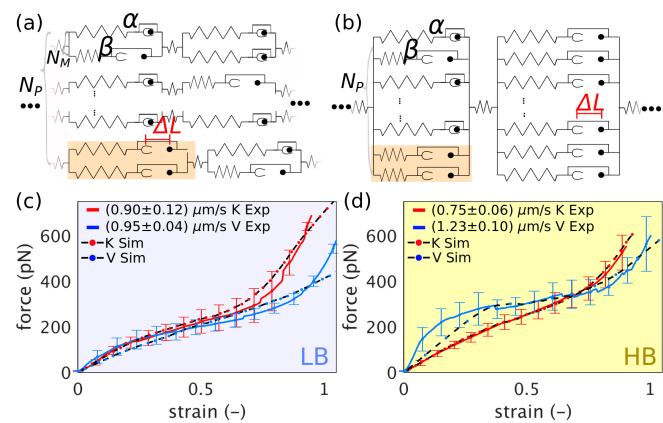 (a)
α
β
N_M
N_P
•••
•••
ΔL
(b)
α
β
N_P
•••
•••
ΔL
(c)
force (pN)
600
400
200
0
(0.90±0.12) μm/s K Exp
(0.95±0.04) μm/s V Exp
K Sim
V Sim
LB
0
0.5
1
strain (–)
(d)
force (pN)
600
400
200
0
(0.75±0.06) μm/s K Exp
(1.23±0.10) μm/s V Exp
K Sim
V Sim
HB
0
0.5
1
strain (–)